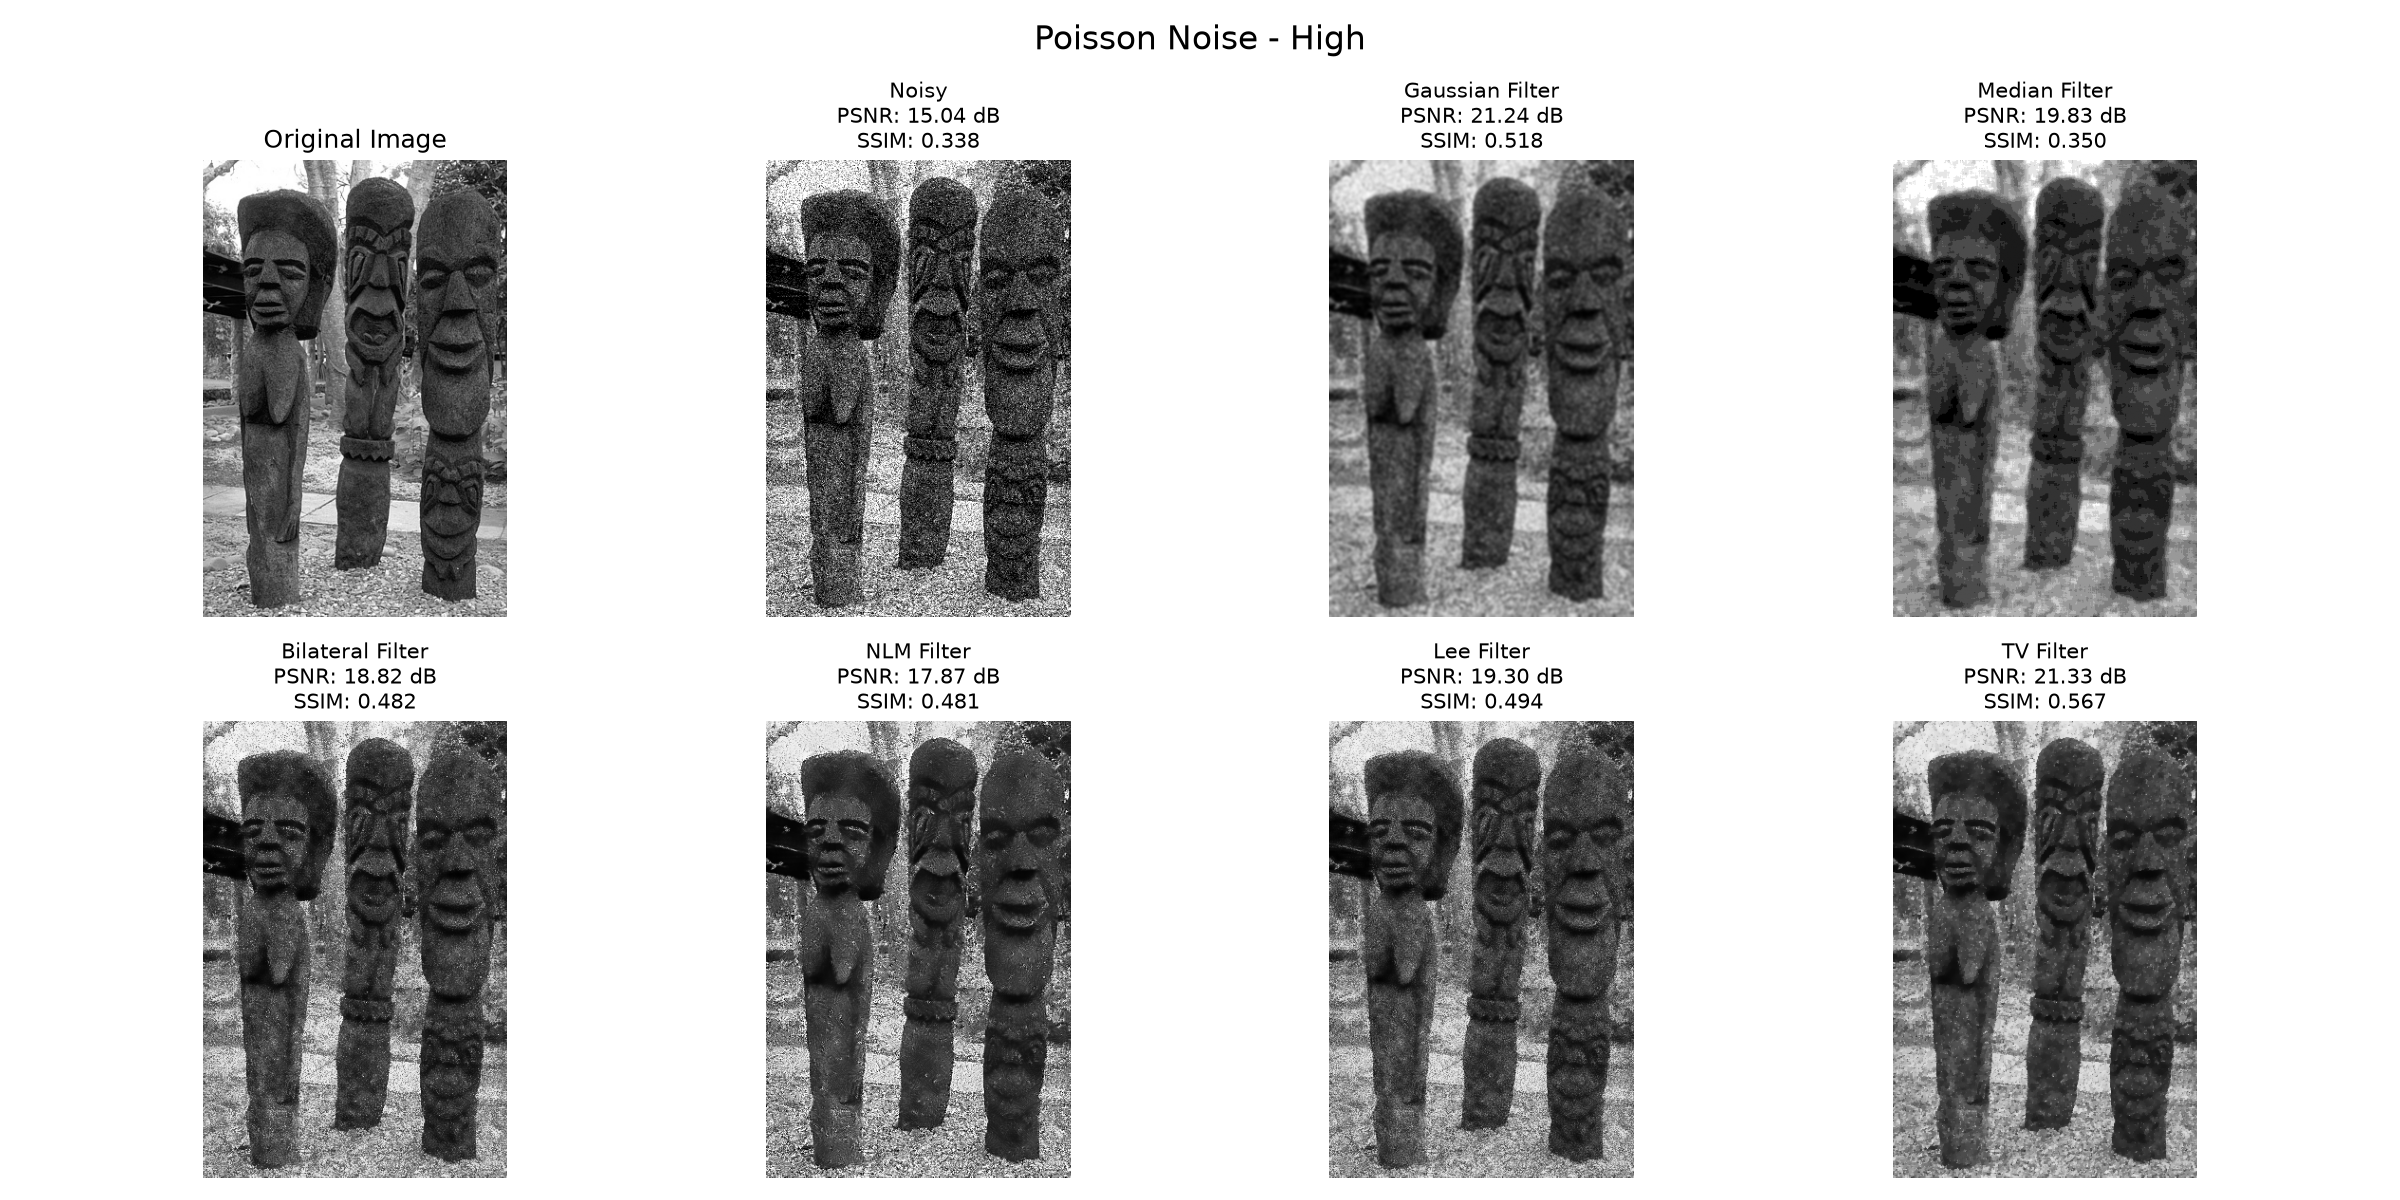 Poisson Noise - High
Original Image
Noisy
PSNR: 15.04 dB
SSIM: 0.338
Gaussian Filter
PSNR: 21.24 dB
SSIM: 0.518
Median Filter
PSNR: 19.83 dB
SSIM: 0.350
Bilateral Filter
PSNR: 18.82 dB
SSIM: 0.482
NLM Filter
PSNR: 17.87 dB
SSIM: 0.481
Lee Filter
PSNR: 19.30 dB
SSIM: 0.494
TV Filter
PSNR: 21.33 dB
SSIM: 0.567